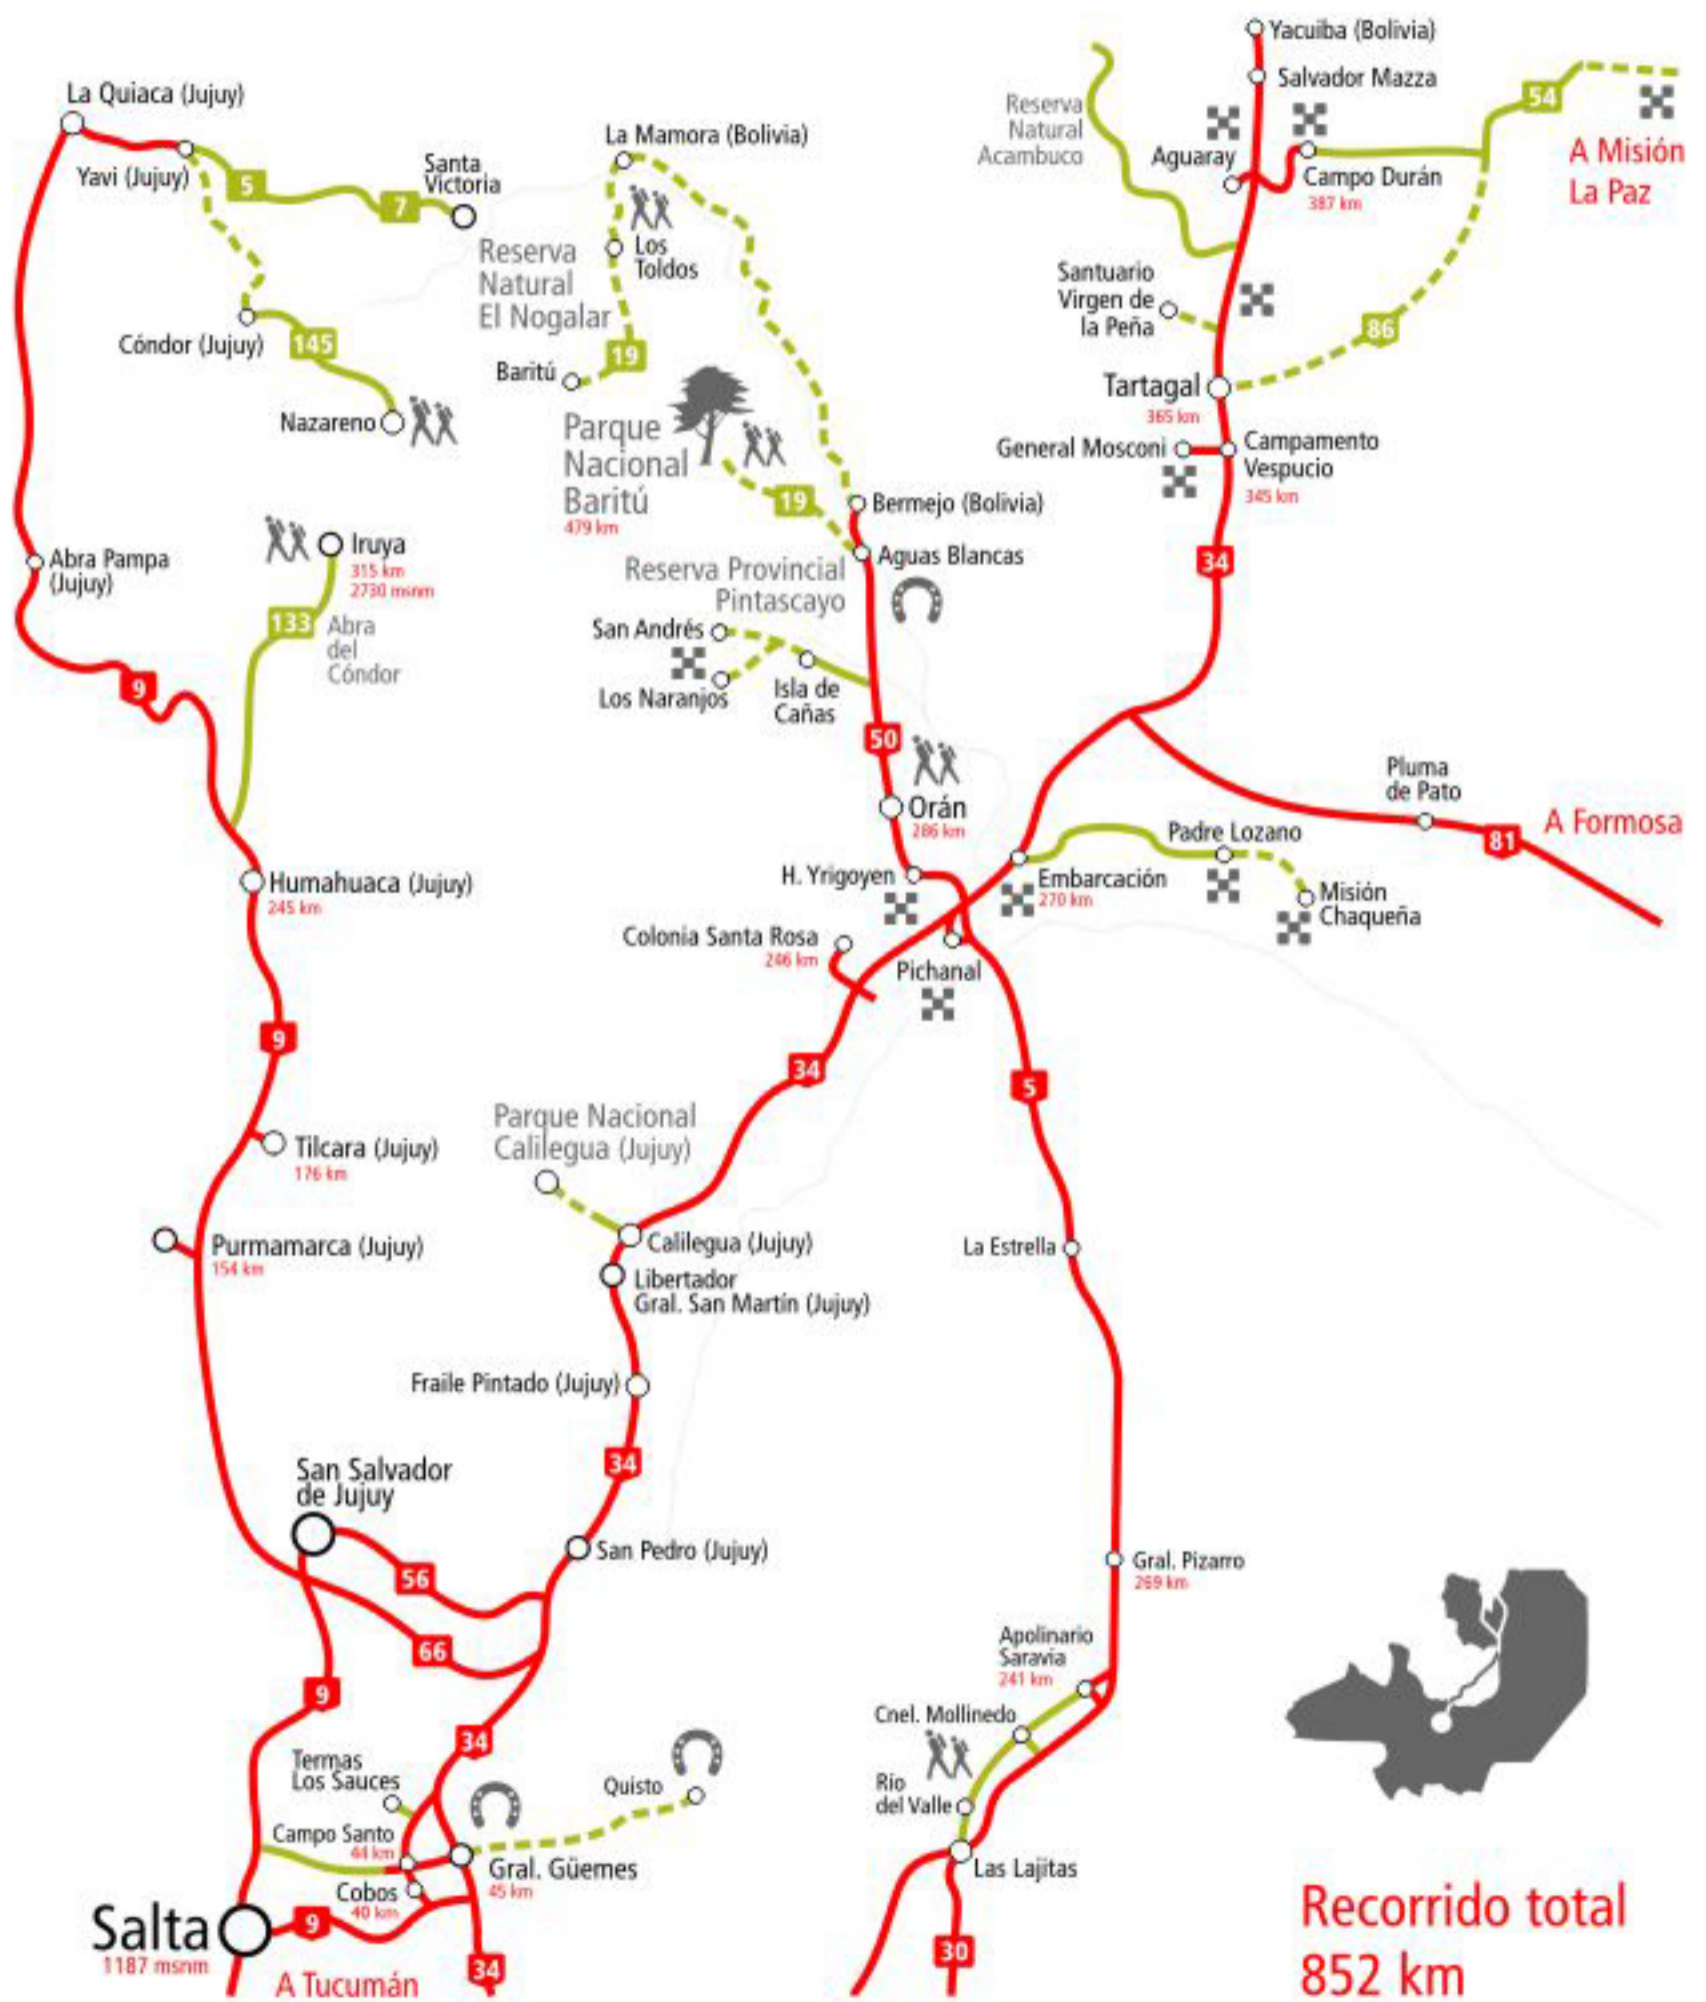 Yacuiba (Bolivia)
Salvador Mazza
54
La Quiaca (Jujuy)
Reserva
Natural
Acambuco
La Mamora (Bolivia)
A Misión
La Paz
Aguaray
Campo Durán
387 km
Yavi (Jujuy)
5
7
Santa
Victoria
Reserva
Natural
El Nogalar
Los
Toldos
Santuario
Virgen de
la Peña
86
Cóndor (Jujuy)
145
19
Baritú
Nazareno
Tartagal
365 km
Parque
Nacional
Baritú
479 km
General Mosconi
Campamento
Vespucio
345 km
19
Bermejo (Bolivia)
Aguas Blancas
34
Abra Pampa
(Jujuy)
Iruya
315 km
2730 msnm
133
Abra
del
Cóndor
Reserva Provincial
Pintascayo
San Andrés
Los Naranjos
Isla de
Cañas
9
50
Orán
286 km
Pluma
de Pato
A Formosa
81
Padre Lozano
H. Yrigoyen
Embarcación
270 km
Misión
Chaqueña
Humahuaca (Jujuy)
245 km
Colonia Santa Rosa
246 km
Pichanal
9
34
5
Parque Nacional
Calilegua (Jujuy)
Tilcara (Jujuy)
176 km
Purmamarca (Jujuy)
154 km
Calilegua (Jujuy)
La Estrella
Libertador
Gral. San Martín (Jujuy)
Fraile Pintado (Jujuy)
34
San Salvador
de Jujuy
San Pedro (Jujuy)
56
Gral. Pizarro
269 km
66
Apolinario
Saravia
241 km
9
34
Cnel. Mollinedo
Termas
Los Sauces
Quisto
Río
del Valle
Campo Santo
44 km
Gral. Güemes
45 km
Las Lajitas
Cobos
40 km
Salta
1187 msnm
9
34
30
A Tucumán
Recorrido total
852 km